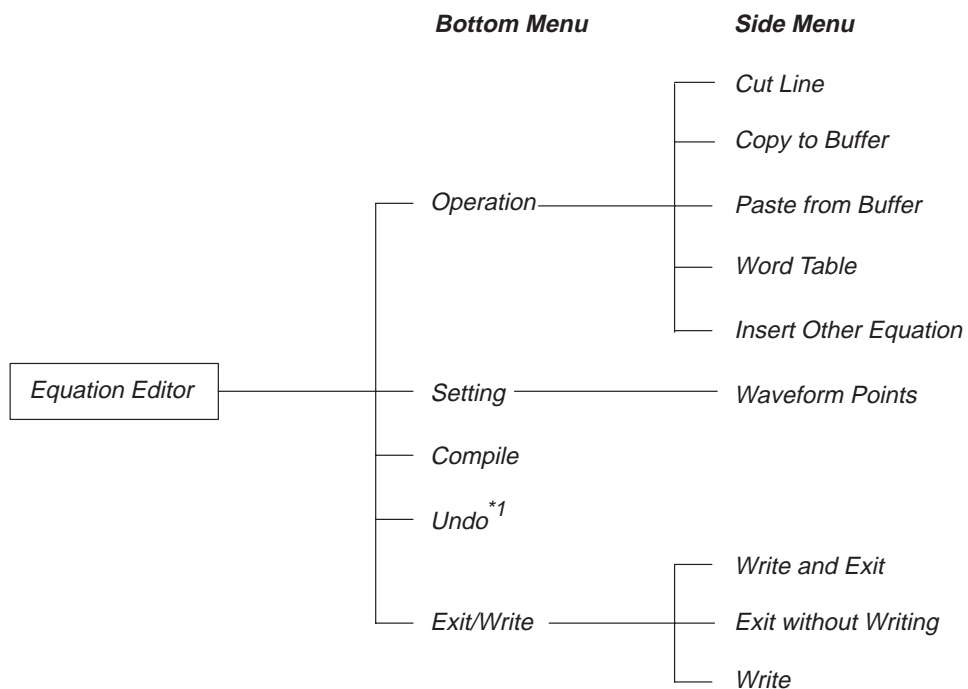 Bottom Menu
Side Menu
Cut Line
Copy to Buffer
Operation
Paste from Buffer
Word Table
Insert Other Equation
Equation Editor
Setting
Waveform Points
Compile
Undo*1
Write and Exit
Exit/Write
Exit without Writing
Write